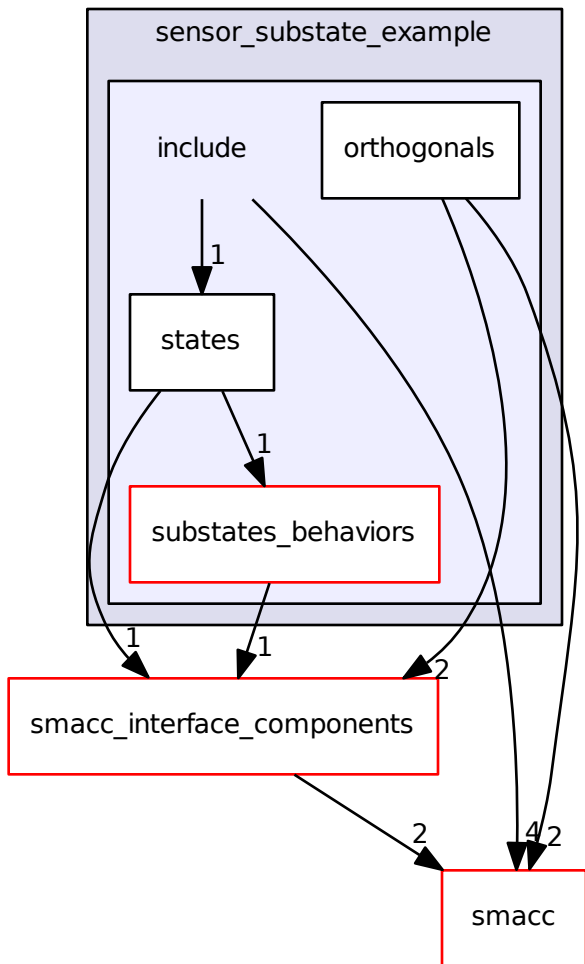 sensor_substate_example
include
orthogonals
1
states
1
substates_behaviors
1
1
2
smacc_interface_components
2
4
2
smacc